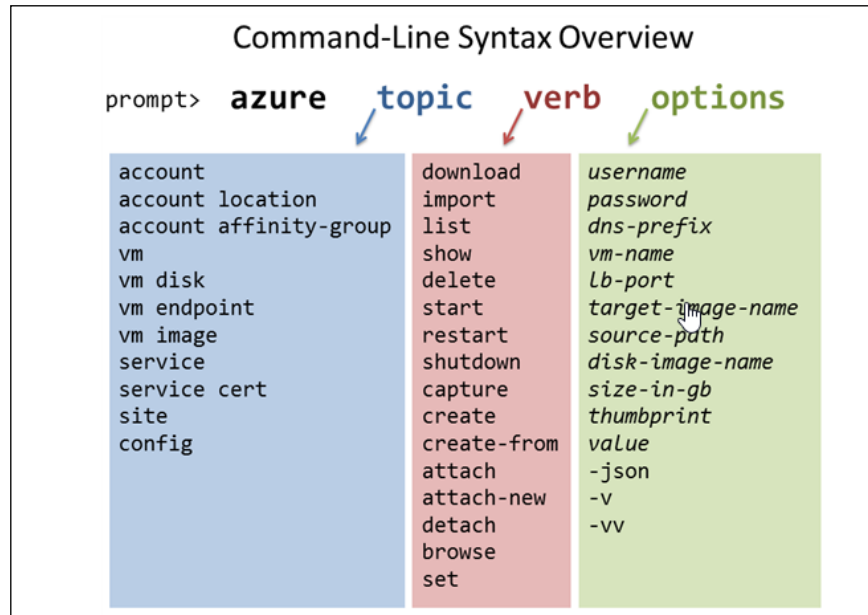 Command-Line Syntax Overview
prompt> azure topic verb options
account
account location
account affinity-group
vm
vm disk
vm endpoint
vm image
service
service cert
site
config
download
import
list
show
delete
start
restart
shutdown
capture
create
create-from
attach
attach-new
detach
browse
set
username
password
dns-prefix
vm-name
lb-port
target-image-name
source-path
disk-image-name
size-in-gb
thumbprint
value
-json
-v
-vv